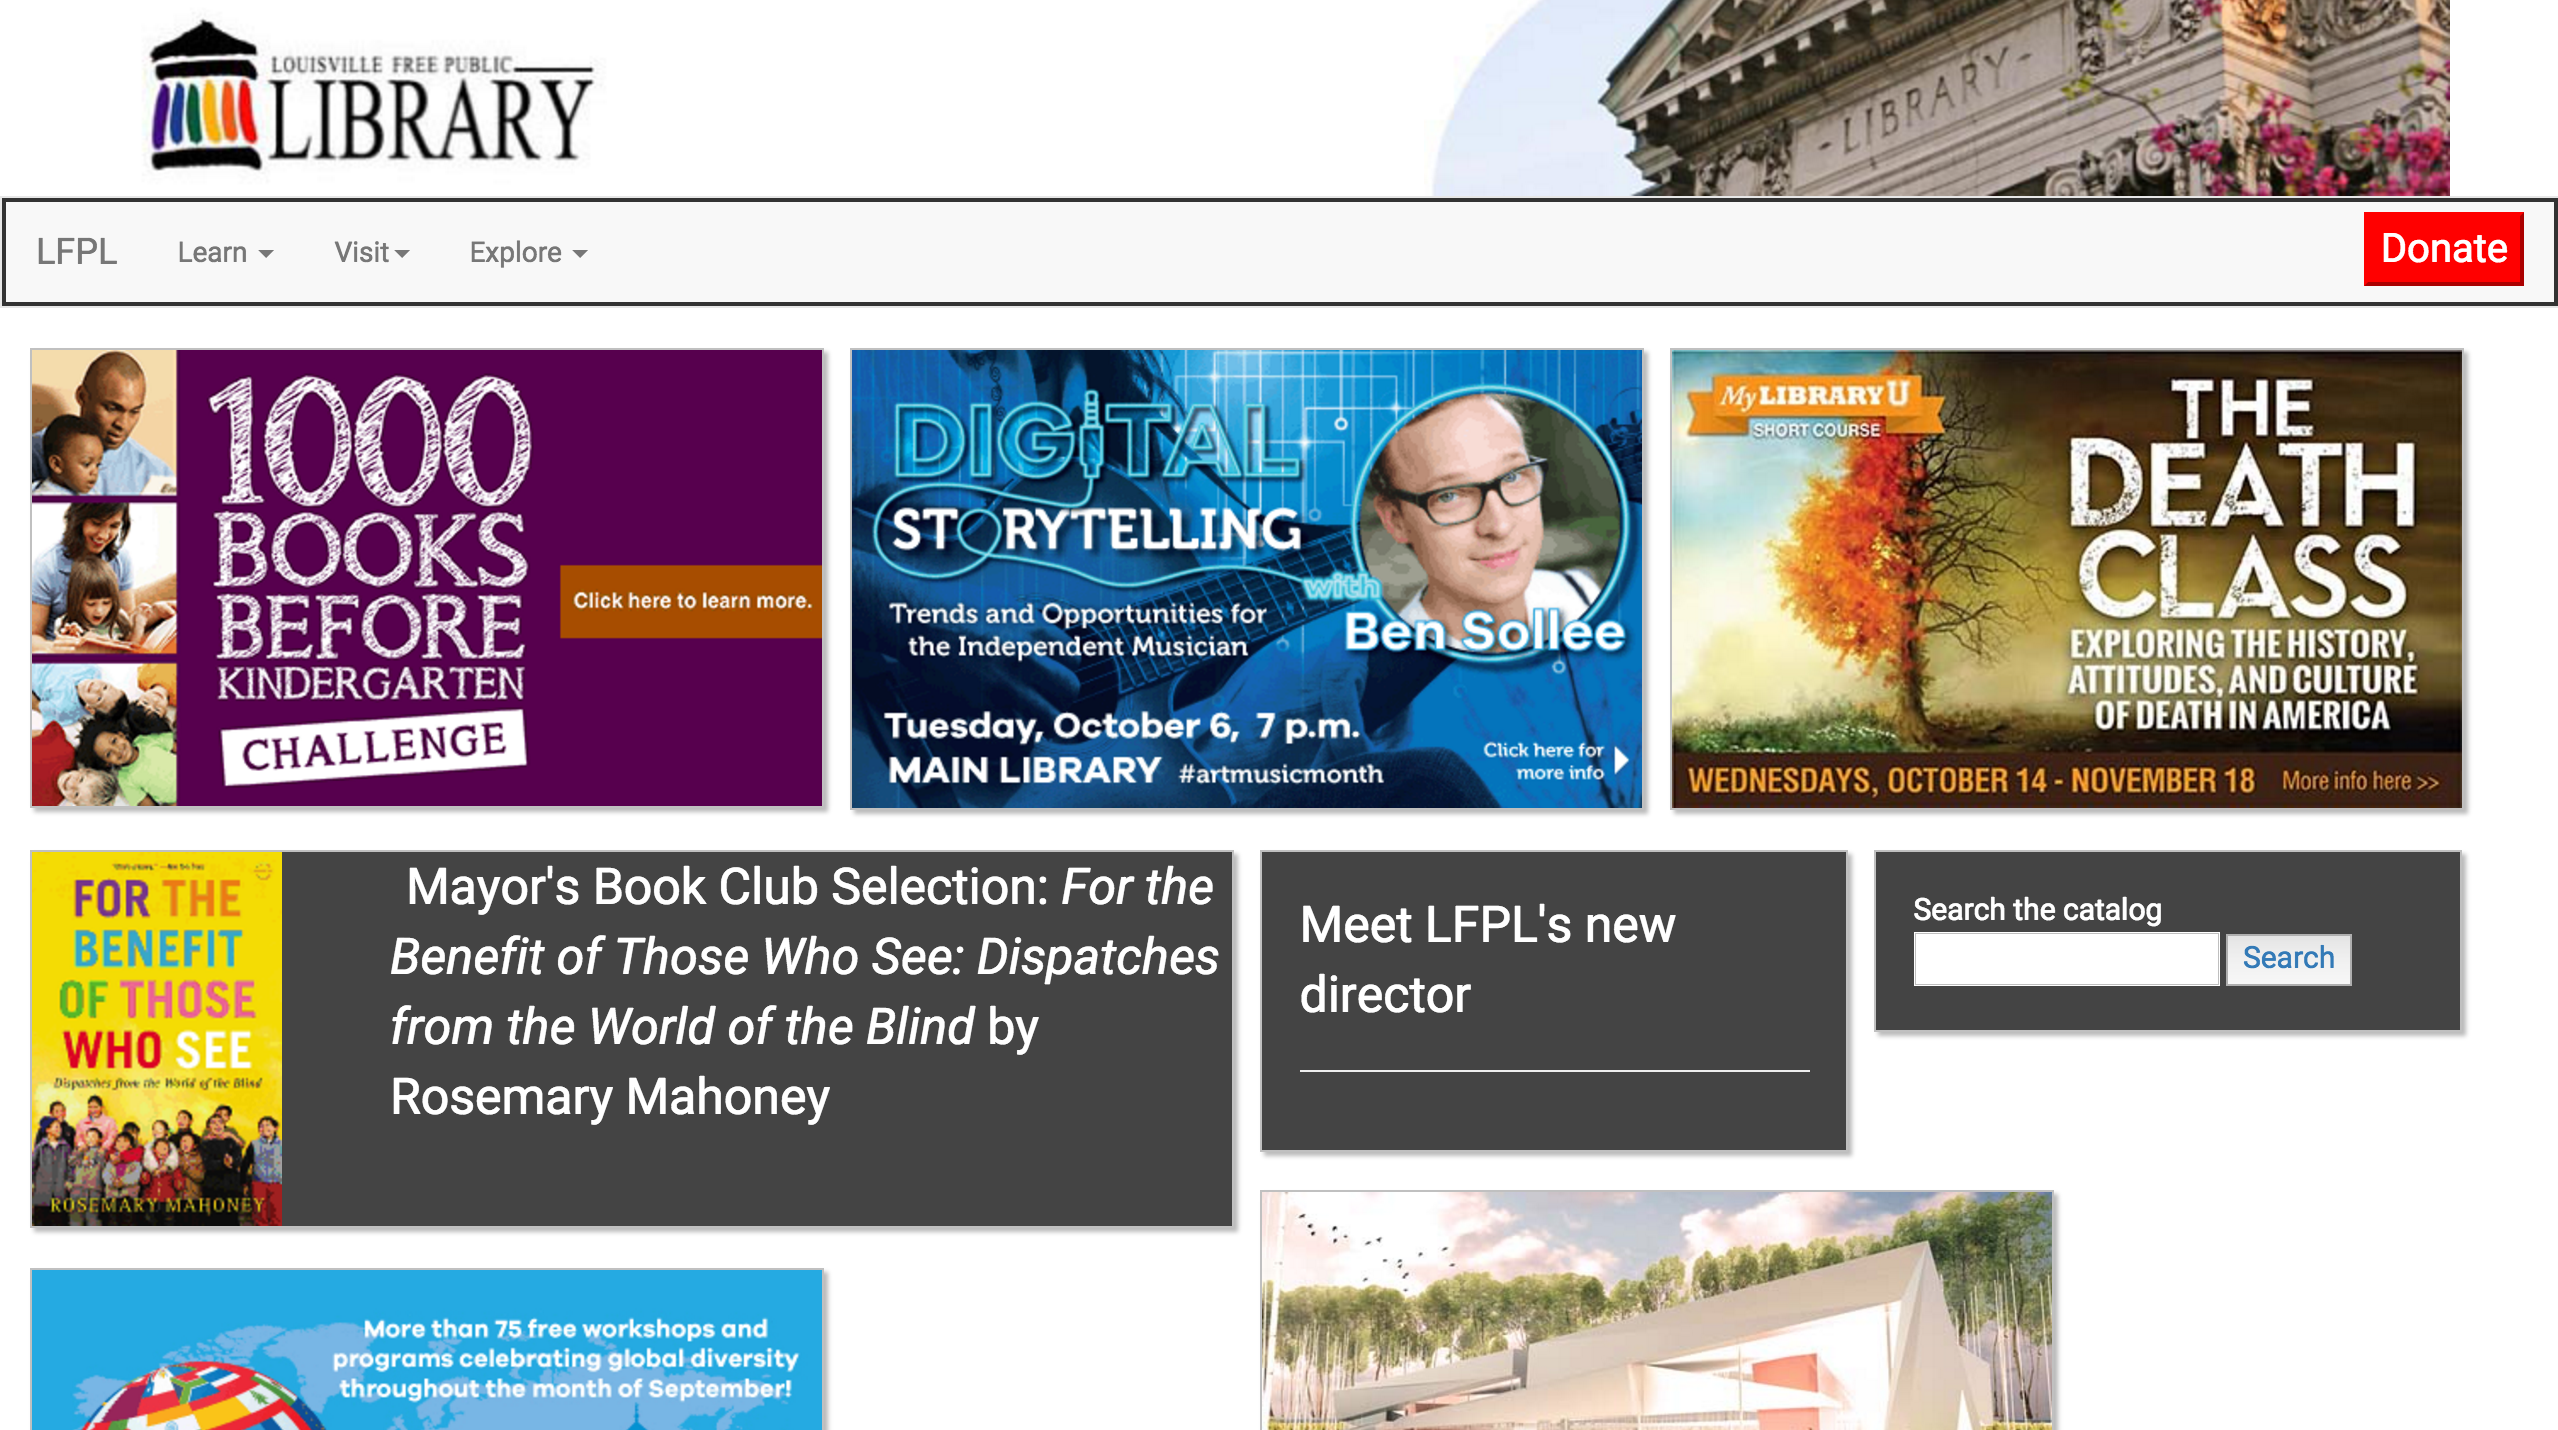 LOUISVILLE FREE PUBLIC
LIBRARY
- LIBRARY -
LFPL
Learn
Visit
Explore
Donate
1000
BOOKS
BEFORE
KINDERGARTEN
CHALLENGE
Click here to learn more.
DIGITAL
STORYTELLING
with
Ben Sollee
Trends and Opportunities for
the Independent Musician
Tuesday, October 6, 7 p.m.
MAIN LIBRARY #artmusicmonth
Click here for
more info
My LIBRARY U
SHORT COURSE
THE
DEATH
CLASS
EXPLORING THE HISTORY,
ATTITUDES, AND CULTURE
OF DEATH IN AMERICA
WEDNESDAYS, OCTOBER 14 - NOVEMBER 18 More info here >>
FOR THE
BENEFIT
OF THOSE
WHO SEE
Dispatches from the World of the Blind
ROSEMARY MAHONEY
Mayor's Book Club Selection: For the
Benefit of Those Who See: Dispatches
from the World of the Blind by
Rosemary Mahoney
Meet LFPL's new
director
Search the catalog
Search
More than 75 free workshops and
programs celebrating global diversity
throughout the month of September!